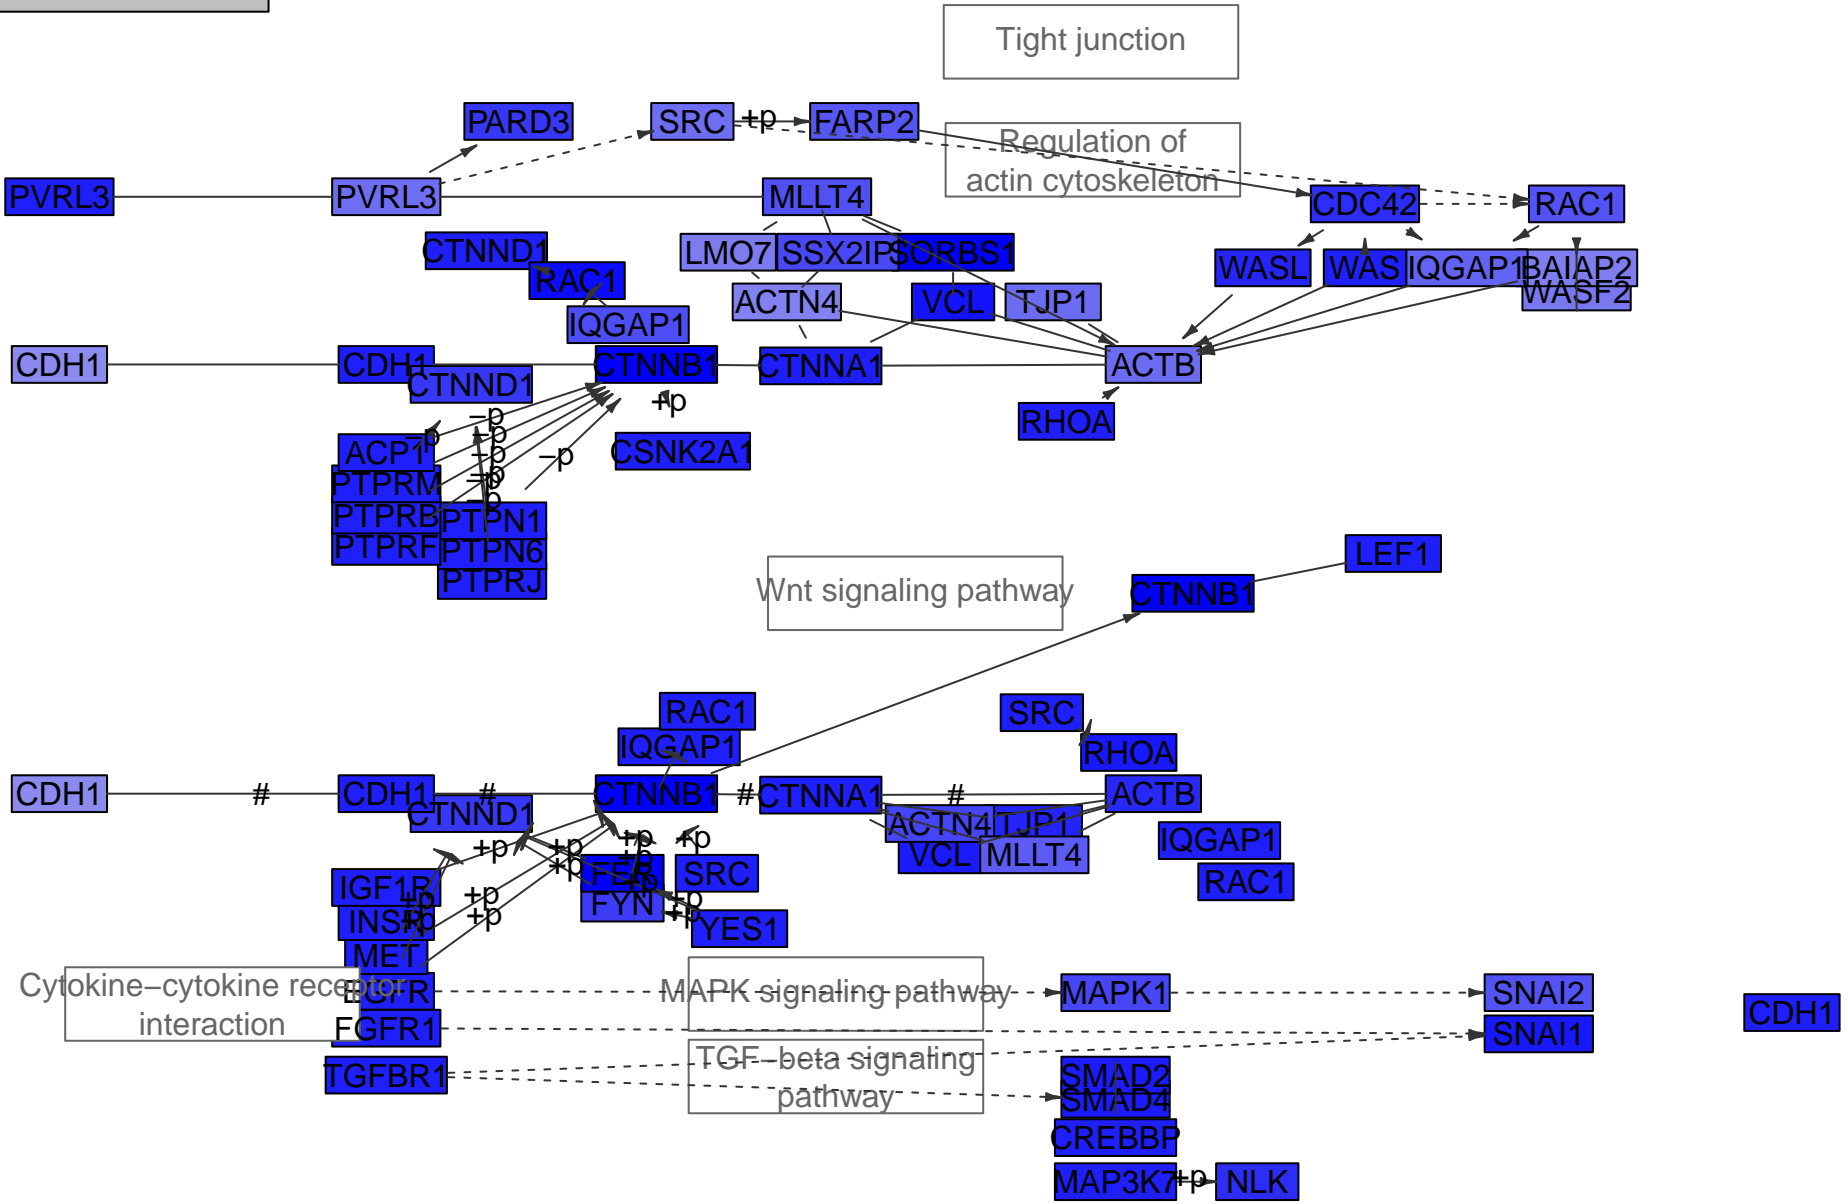 Tight junction
PARD3
SRC
+p
FARP2
Regulation of
actin cytoskeleton
PVRL3
PVRL3
MLLT4
CDC42
RAC1
CTNND1
LMO7
SSX2IP
SORBS1
WASL
WAS
IQGAP1
BAIAP2
RAC1
ACTN4
VCL
TJP1
WASF2
IQGAP1
CDH1
CDH1
CTNNB1
CTNNA1
ACTB
CTNND1
+p
−p
RHOA
−p
−p
ACP1
−p
−p
CSNK2A1
PTPRM
−p
−p
−p
PTPRB
PTPN1
PTPRF
PTPN6
LEF1
PTPRJ
Wnt signaling pathway
CTNNB1
RAC1
SRC
IQGAP1
RHOA
CDH1
#
CDH1
#
CTNNB1
#
CTNNA1
#
ACTB
CTNND1
ACTN4
TJP1
+p
+p
+p
+p
IQGAP1
VCL
MLLT4
+p
+p
FER
SRC
RAC1
IGF1R
+p
+p
+p
FYN
+p
INSR
+p
+p
+p
YES1
MET
Cytokine−cytokine receptor
interaction
EGFR
MAPK signaling pathway
MAPK1
SNAI2
CDH1
FGFR1
SNAI1
TGF−beta signaling
pathway
TGFBR1
SMAD2
SMAD4
CREBBP
MAP3K7
+p
NLK